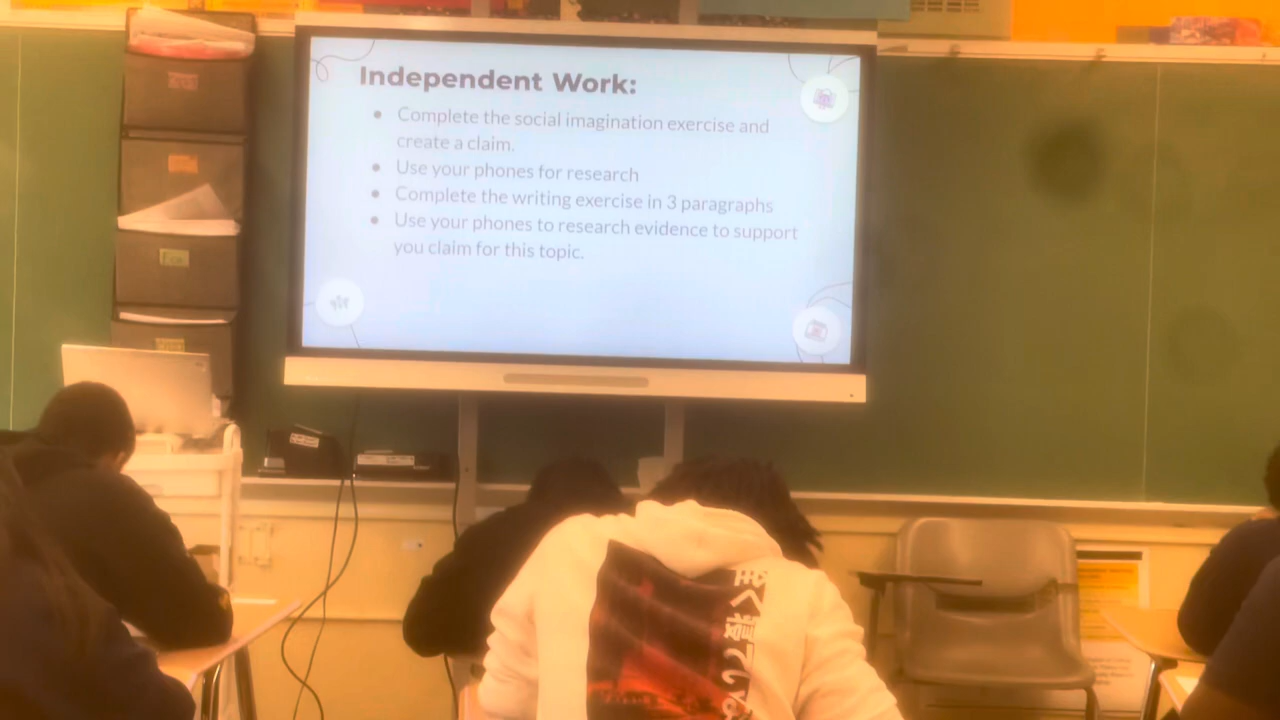 Independent Work:
• Complete the social imagination exercise and
create a claim.
• Use your phones for research
• Complete the writing exercise in 3 paragraphs
• Use your phones to research evidence to support
you claim for this topic.